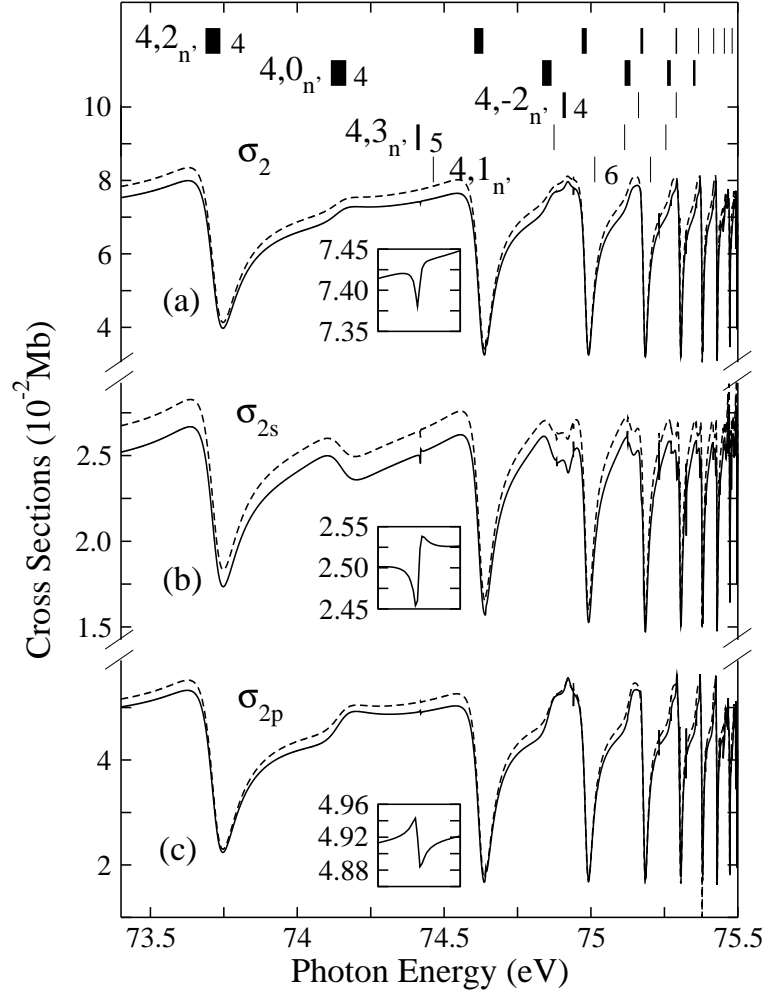 4,2n' 4
4,0n' 4
4,-2n' 4
4,3n' 5
4,1n' 6
10
σ2
8
6
4
(a)
7.45
7.40
7.35
Cross Sections (10-2Mb)
σ2s
2.5
2.0
1.5
(b)
2.55
2.50
2.45
σ2p
4
2
(c)
4.96
4.92
4.88
73.5 74 74.5 75 75.5
Photon Energy (eV)